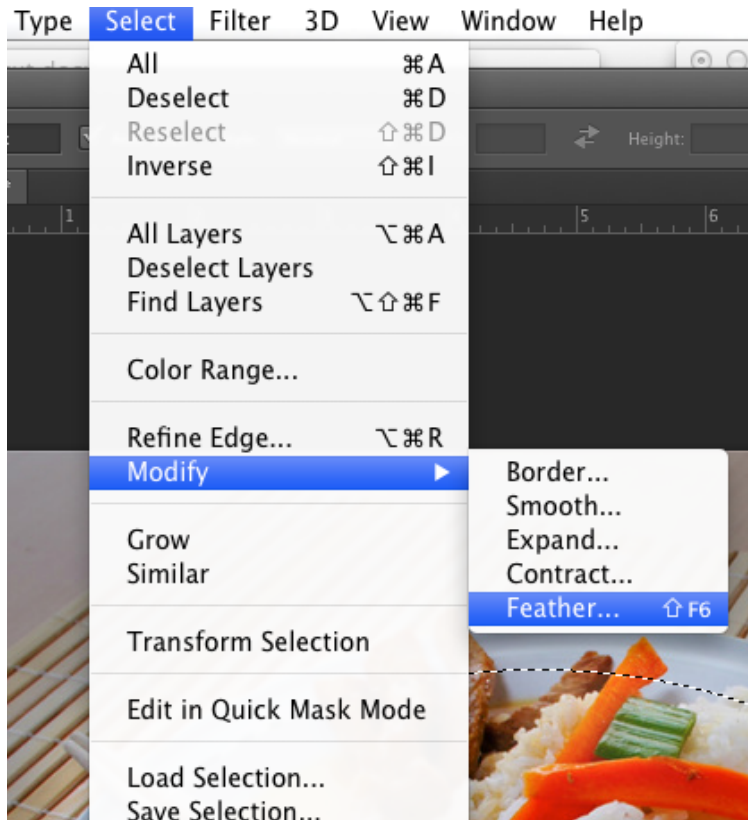 Type Select Filter 3D View Window Help
All ⌘A
Deselect ⌘D
Reselect ⇧⌘D
Height:
Inverse ⇧⌘I
1 5 6
All Layers ⌥⌘A
Deselect Layers
Find Layers ⌥⇧⌘F
Color Range...
Refine Edge... ⌥⌘R
Modify ▶
Border...
Smooth...
Expand...
Contract...
Feather... ⇧F6
Grow
Similar
Transform Selection
Edit in Quick Mask Mode
Load Selection...
Save Selection...